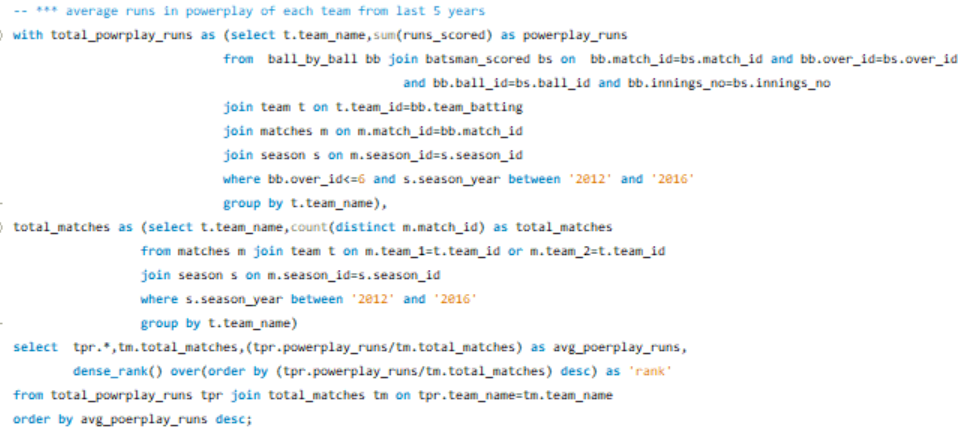 -- *** average runs in powerplay of each team from last 5 years
with total_powrplay_runs as (select t.team_name,sum(runs_scored) as powerplay_runs
from ball_by_ball bb join batsman_scored bs on bb.match_id=bs.match_id and bb.over_id=bs.over_id
and bb.ball_id=bs.ball_id and bb.innings_no=bs.innings_no
join team t on t.team_id=bb.team_batting
join matches m on m.match_id=bb.match_id
join season s on m.season_id=s.season_id
where bb.over_id<=6 and s.season_year between '2012' and '2016'
group by t.team_name),
total_matches as (select t.team_name,count(distinct m.match_id) as total_matches
from matches m join team t on m.team_1=t.team_id or m.team_2=t.team_id
join season s on m.season_id=s.season_id
where s.season_year between '2012' and '2016'
group by t.team_name)
select tpr.*,tm.total_matches,(tpr.powerplay_runs/tm.total_matches) as avg_poerplay_runs,
dense_rank() over(order by (tpr.powerplay_runs/tm.total_matches) desc) as 'rank'
from total_powrplay_runs tpr join total_matches tm on tpr.team_name=tm.team_name
order by avg_poerplay_runs desc;